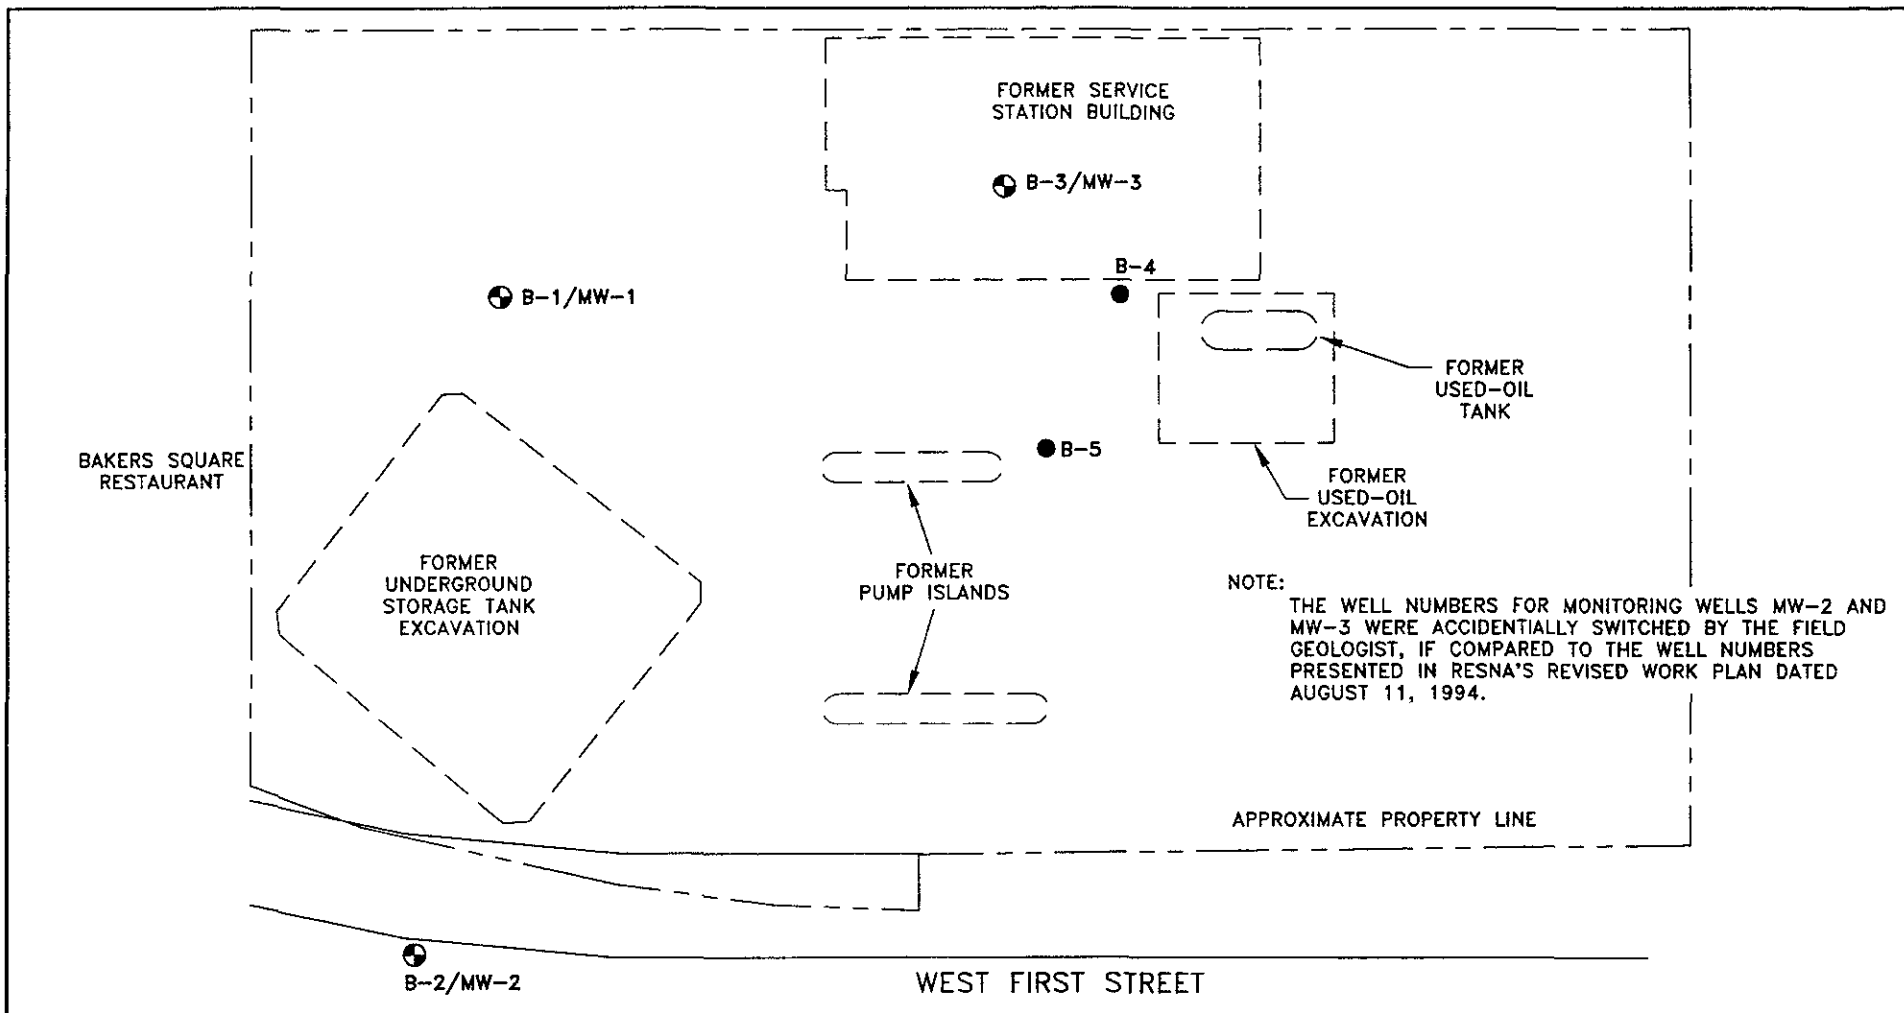 FORMER SERVICE
STATION BUILDING
B-3/MW-3
B-4
B-1/MW-1
FORMER
USED-OIL
TANK
B-5
BAKERS SQUARE
RESTAURANT
FORMER
USED-OIL
EXCAVATION
FORMER
UNDERGROUND
STORAGE TANK
EXCAVATION
FORMER
PUMP ISLANDS
NOTE:
THE WELL NUMBERS FOR MONITORING WELLS MW-2 AND
MW-3 WERE ACCIDENTIALLY SWITCHED BY THE FIELD
GEOLOGIST, IF COMPARED TO THE WELL NUMBERS
PRESENTED IN RESNA'S REVISED WORK PLAN DATED
AUGUST 11, 1994.
APPROXIMATE PROPERTY LINE
B-2/MW-2
WEST FIRST STREET